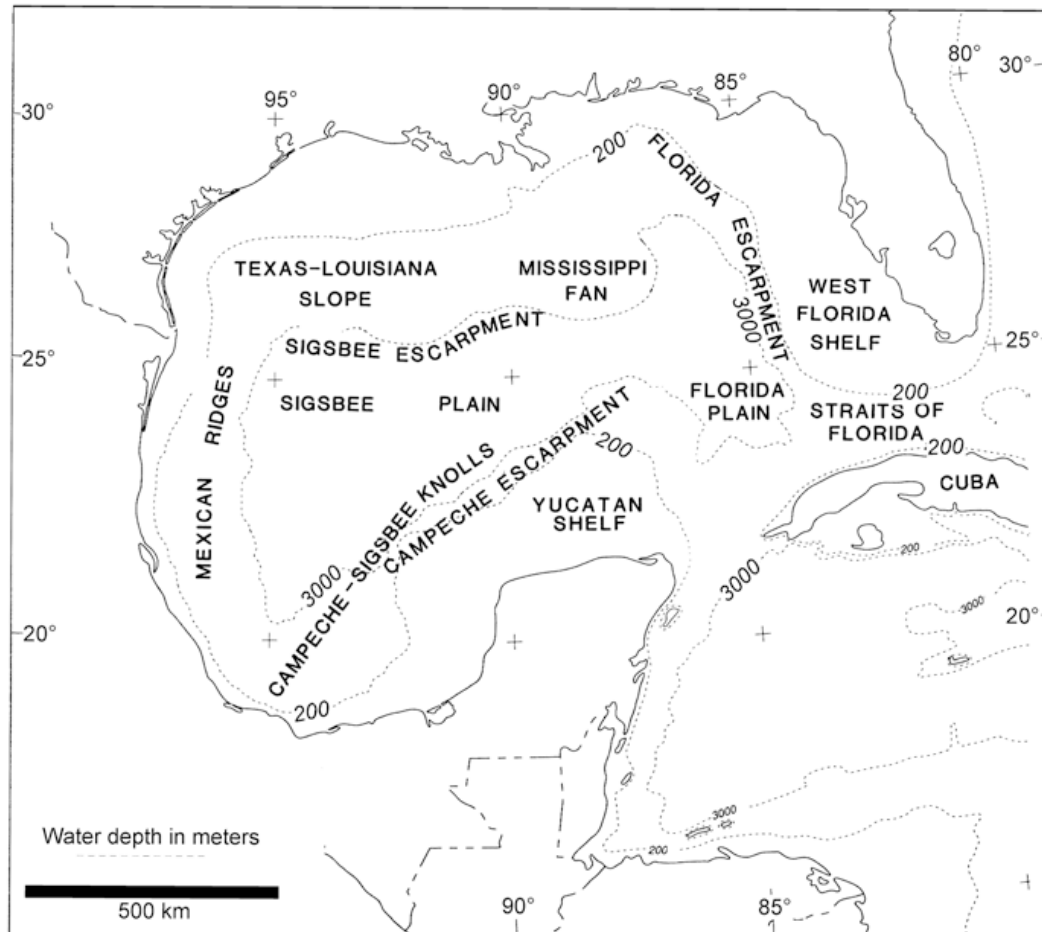 80°
30°
85°
90°
95°
30°
200
FLORIDA
ESCARPMENT
TEXAS-LOUISIANA
SLOPE
MISSISSIPPI
FAN
WEST
FLORIDA
SHELF
3000
SIGSBEE ESCARPMENT
25°
25°
MEXICAN RIDGES
SIGSBEE PLAIN
FLORIDA
PLAIN
200
STRAITS OF
FLORIDA
200
200
CUBA
CAMPECHE-SIGSBEE KNOLLS
CAMPECHE ESCARPMENT
YUCATAN
SHELF
200
3000
3000
3000
20°
20°
200
3000
200
Water depth in meters
500 km
90°
85°